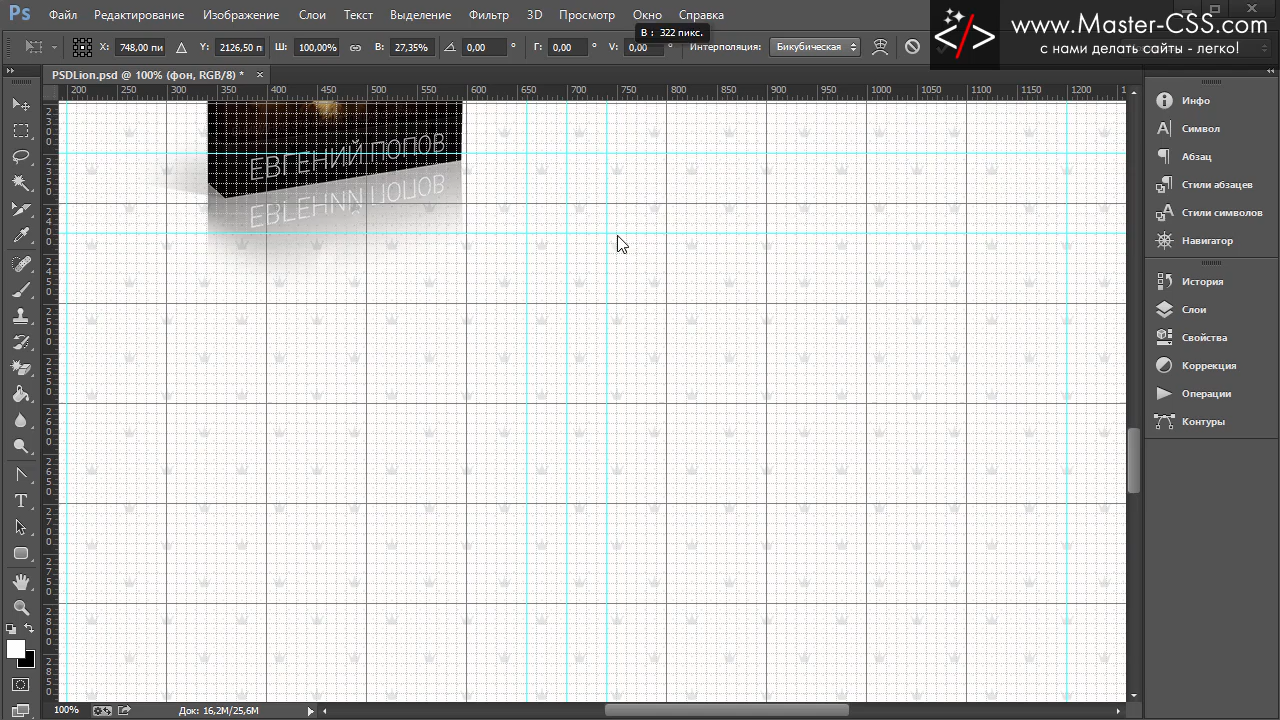 Ps Файл Редактирование Изображение Слои Текст Выделение Фильтр 3D Просмотр Окно Справка
В : 322 пикс.
X: 748,00 пи Y: 2126,50 п Ш: 100,00% В: 27,35% 0,00 ° Г: 0,00 ° V: 0,00 ° Интерполяция: Бикубическая
</> www.Master-CSS.com
с нами делать сайты - легко!
PSDLion.psd @ 100% (фон, RGB/8) * ×
200 250 300 350 400 450 500 550 600 650 700 750 800 850 900 950 1000 1050 1100 1150 1200
ЕВГЕНИЙ ПОПОВ
Инфо
Символ
Абзац
Стили абзацев
Стили символов
Навигатор
История
Слои
Свойства
Коррекция
Операции
Контуры
100% Док: 16,2M/25,6M